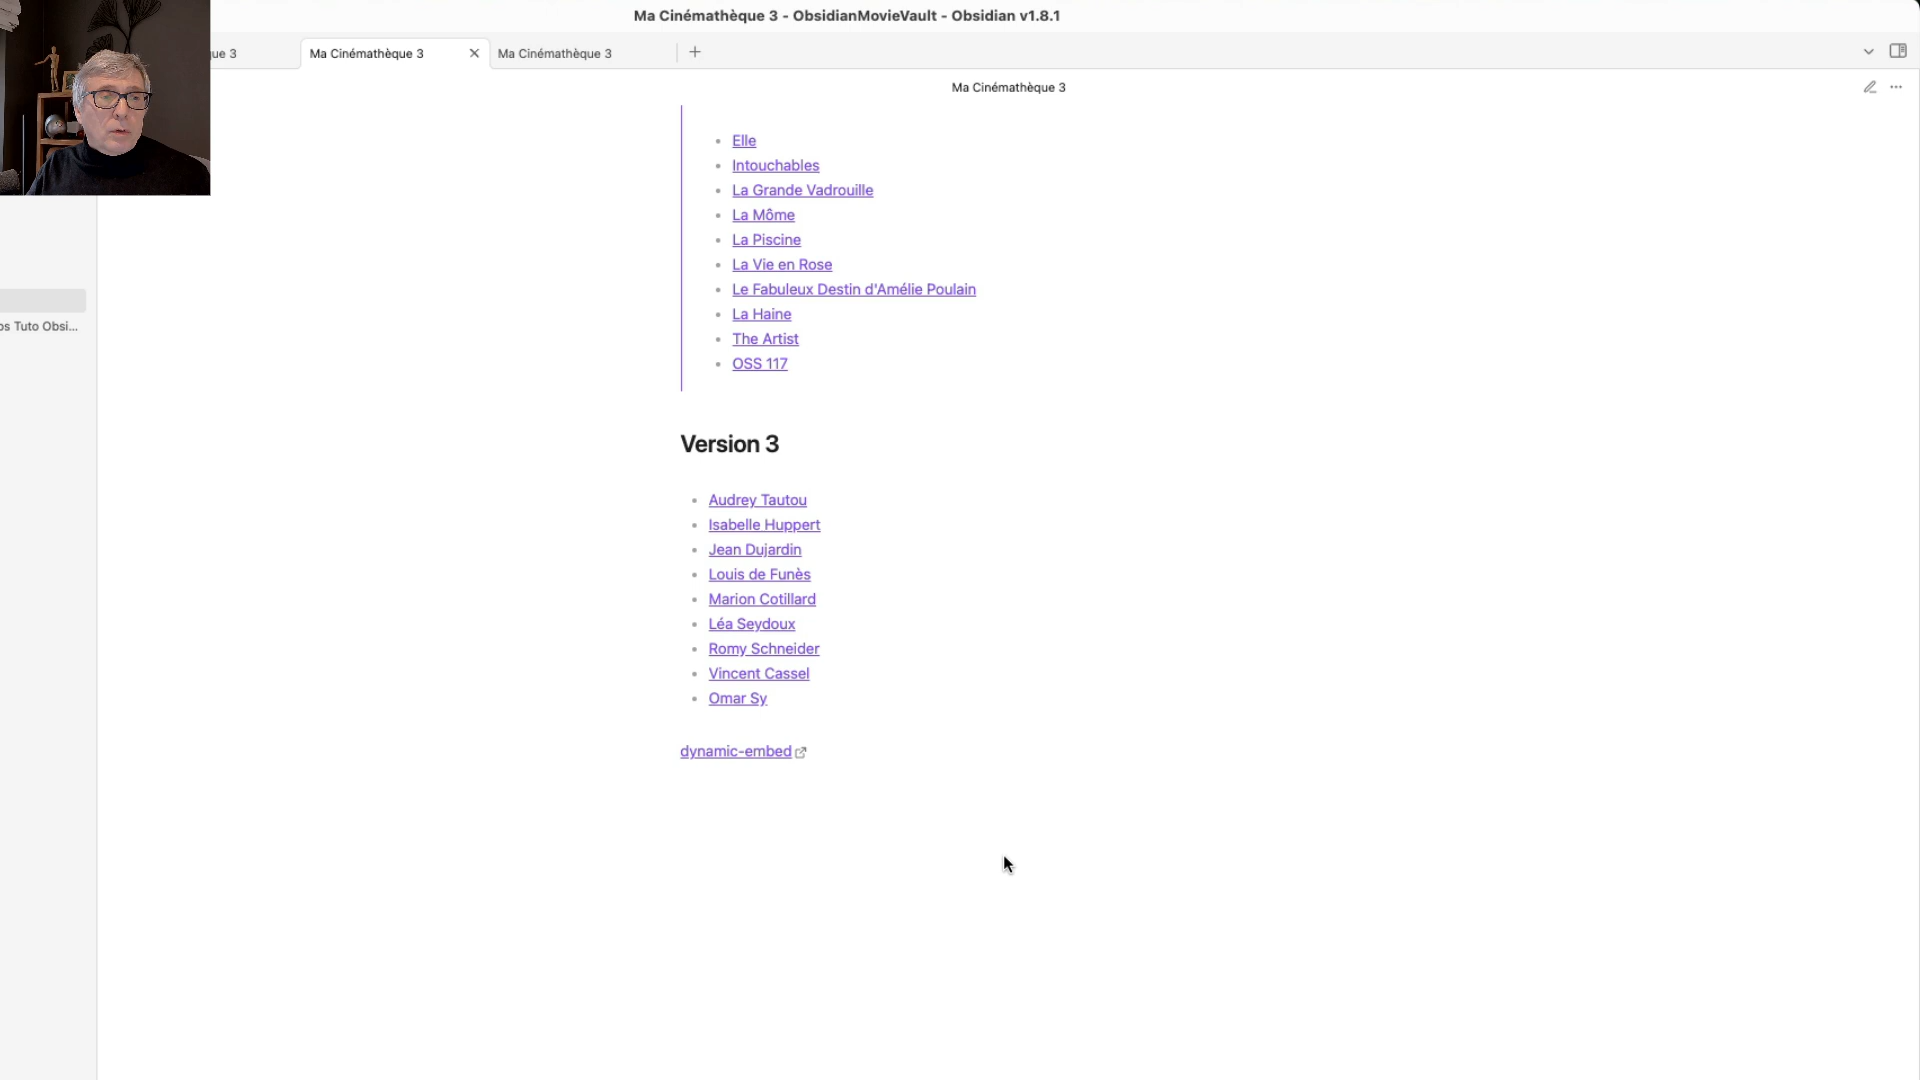 Ma Cinémathèque 3 - ObsidianMovieVault - Obsidian v1.8.1
ue 3
Ma Cinémathèque 3
Ma Cinémathèque 3
Ma Cinémathèque 3
Elle
Intouchables
La Grande Vadrouille
La Môme
La Piscine
La Vie en Rose
Le Fabuleux Destin d'Amélie Poulain
La Haine
The Artist
OSS 117
os Tuto Obsi...
Version 3
Audrey Tautou
Isabelle Huppert
Jean Dujardin
Louis de Funès
Marion Cotillard
Léa Seydoux
Romy Schneider
Vincent Cassel
Omar Sy
dynamic-embed